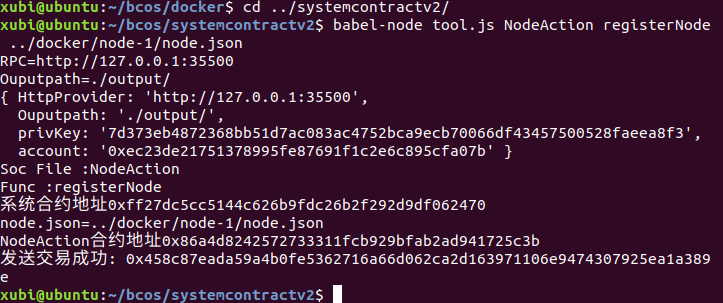 xubi@ubuntu:~/bcos/docker$ cd ../systemcontractv2/
xubi@ubuntu:~/bcos/systemcontractv2$ babel-node tool.js NodeAction registerNode
../docker/node-1/node.json
RPC=http://127.0.0.1:35500
Ouputpath=./output/
{ HttpProvider: 'http://127.0.0.1:35500',
  Ouputpath: './output/',
  privKey: '7d373eb4872368bb51d7ac083ac4752bca9ecb70066df43457500528faeea8f3',
  account: '0xec23de21751378995fe87691f1c2e6c895cfa07b' }
Soc File :NodeAction
Func :registerNode
系统合约地址0xff27dc5cc5144c626b9fdc26b2f292d9df062470
node.json=../docker/node-1/node.json
NodeAction合约地址0x86a4d8242572733311fcb929bfab2ad941725c3b
发送交易成功: 0x458c87eada59a4b0fe5362716a66d062ca2d163971106e9474307925ea1a389
e
xubi@ubuntu:~/bcos/systemcontractv2$